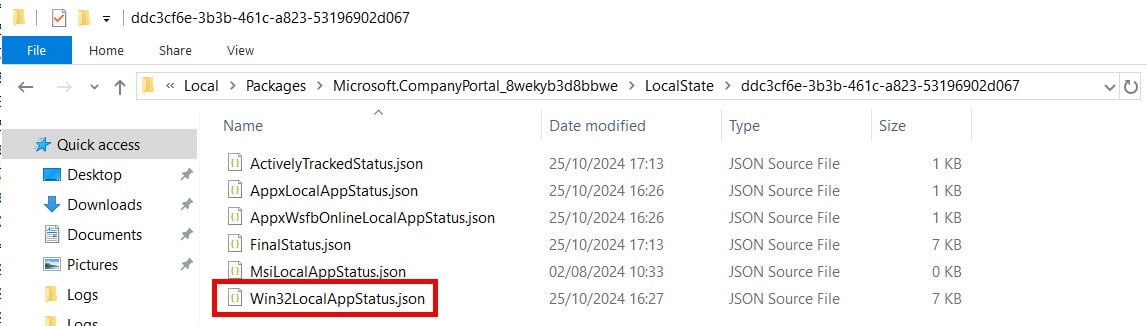 ddc3cf6e-3b3b-461c-a823-53196902d067
File Home Share View
« Local > Packages > Microsoft.CompanyPortal_8wekyb3d8bbwe > LocalState > ddc3cf6e-3b3b-461c-a823-53196902d067
Name Date modified Type Size
Quick access
Desktop
Downloads
Documents
Pictures
Logs
Logs
ActivelyTrackedStatus.json 25/10/2024 17:13 JSON Source File 1 KB
AppxLocalAppStatus.json 25/10/2024 16:26 JSON Source File 1 KB
AppxWsfbOnlineLocalAppStatus.json 25/10/2024 16:26 JSON Source File 1 KB
FinalStatus.json 25/10/2024 17:13 JSON Source File 7 KB
MsiLocalAppStatus.json 02/08/2024 10:33 JSON Source File 0 KB
Win32LocalAppStatus.json 25/10/2024 16:27 JSON Source File 7 KB